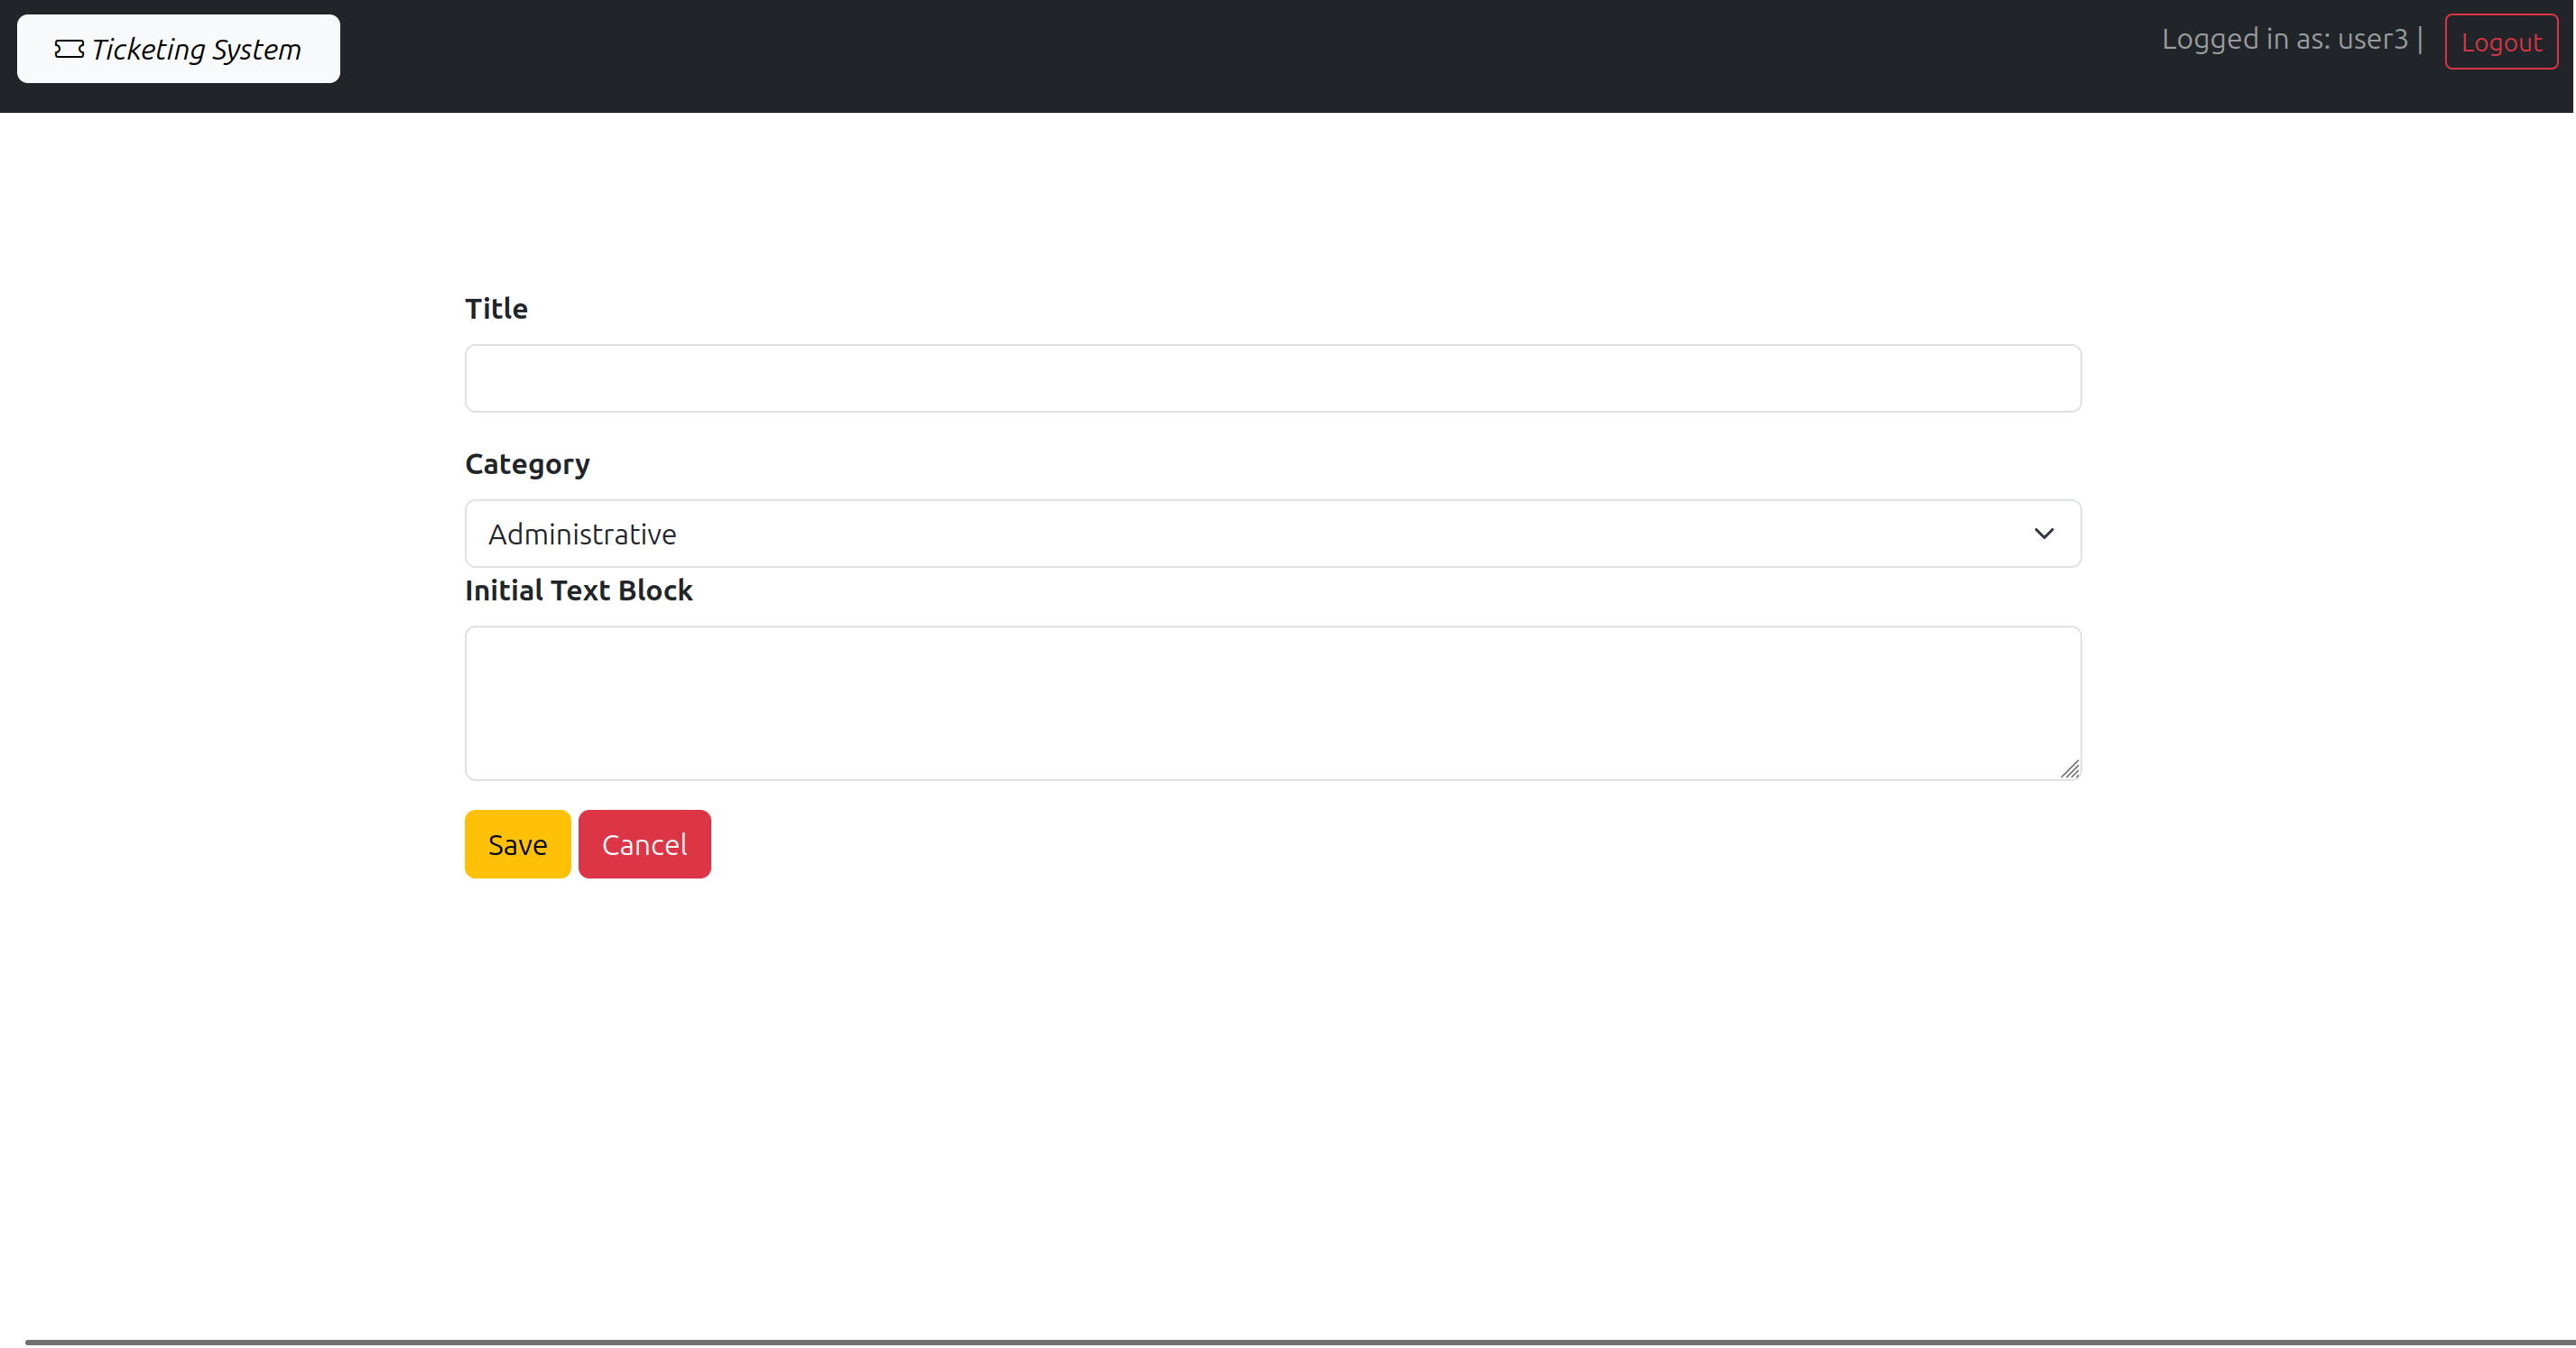 Ticketing System
Logged in as: user3 |
Logout
Title
Category
Administrative
Initial Text Block
Save
Cancel